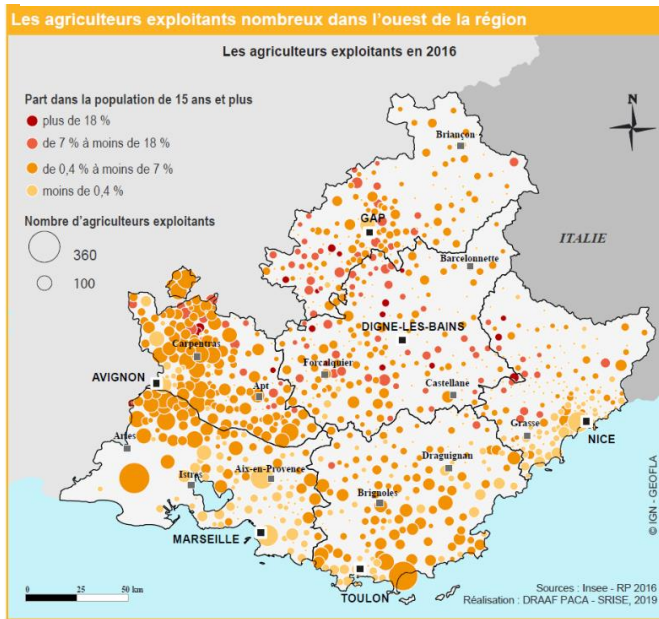 Les agriculteurs exploitants nombreux dans l'ouest de la région
Les agriculteurs exploitants en 2016
Part dans la population de 15 ans et plus
plus de 18 %
de 7 % à moins de 18 %
de 0,4 % à moins de 7 %
moins de 0,4 %
Nombre d'agriculteurs exploitants
360
100
N
Briançon
GAP
ITALIE
Barcelonnette
DIGNE-LES-BAINS
Carpentras
Forcalquier
AVIGNON
Apt
Castellane
Grasse
NICE
Arles
Draguignan
Istres
Aix-en-Provence
Brignoles
MARSEILLE
TOULON
© IGN - GEOFLA
0 25 50 km
Sources : Insee - RP 2016
Réalisation : DRAAF PACA - SRISE, 2019